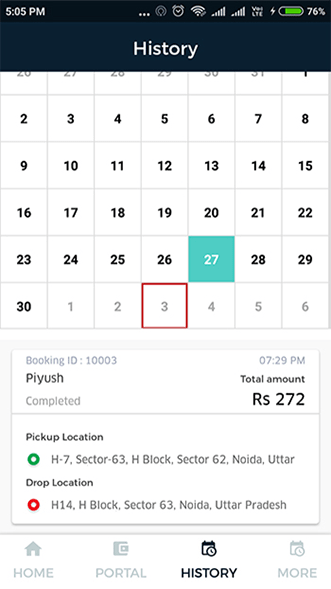 5:05 PM ... VoLTE 76%
History
26 27 28 29 30 31 1
2 3 4 5 6 7 8
9 10 11 12 13 14 15
16 17 18 19 20 21 22
23 24 25 26 27 28 29
30 1 2 3 4 5 6
Booking ID : 10003 07:29 PM
Piyush Total amount
Completed Rs 272
Pickup Location
H-7, Sector-63, H Block, Sector 62, Noida, Uttar
Drop Location
H14, H Block, Sector 63, Noida, Uttar Pradesh
HOME PORTAL HISTORY MORE